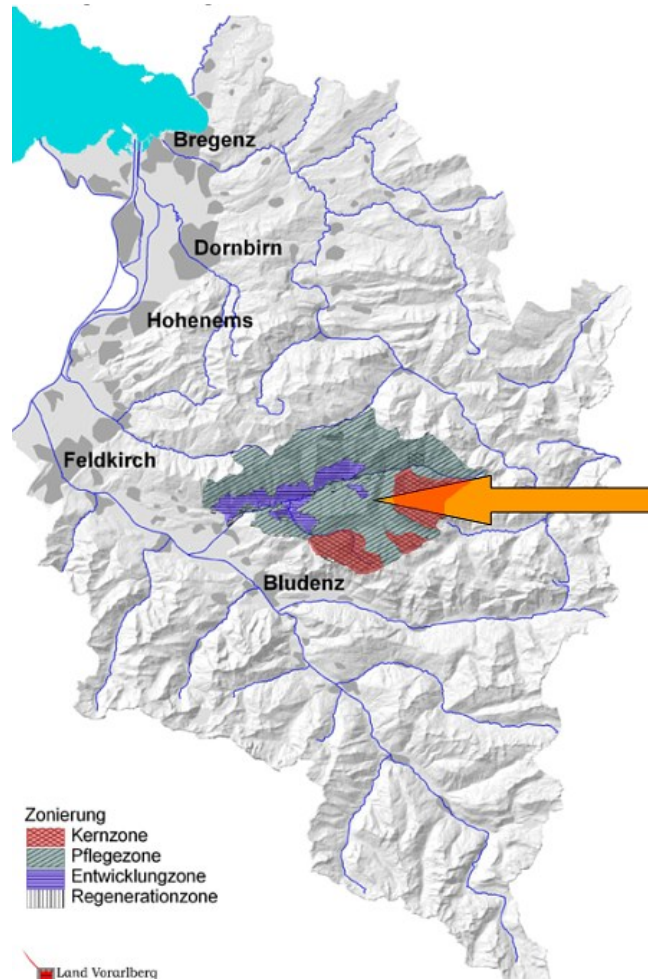 Bregenz
Dornbirn
Hohenems
Feldkirch
Bludenz
Zonierung
Kernzone
Pflegezone
Entwicklungzone
Regenerationzone
Land Vorarlberg